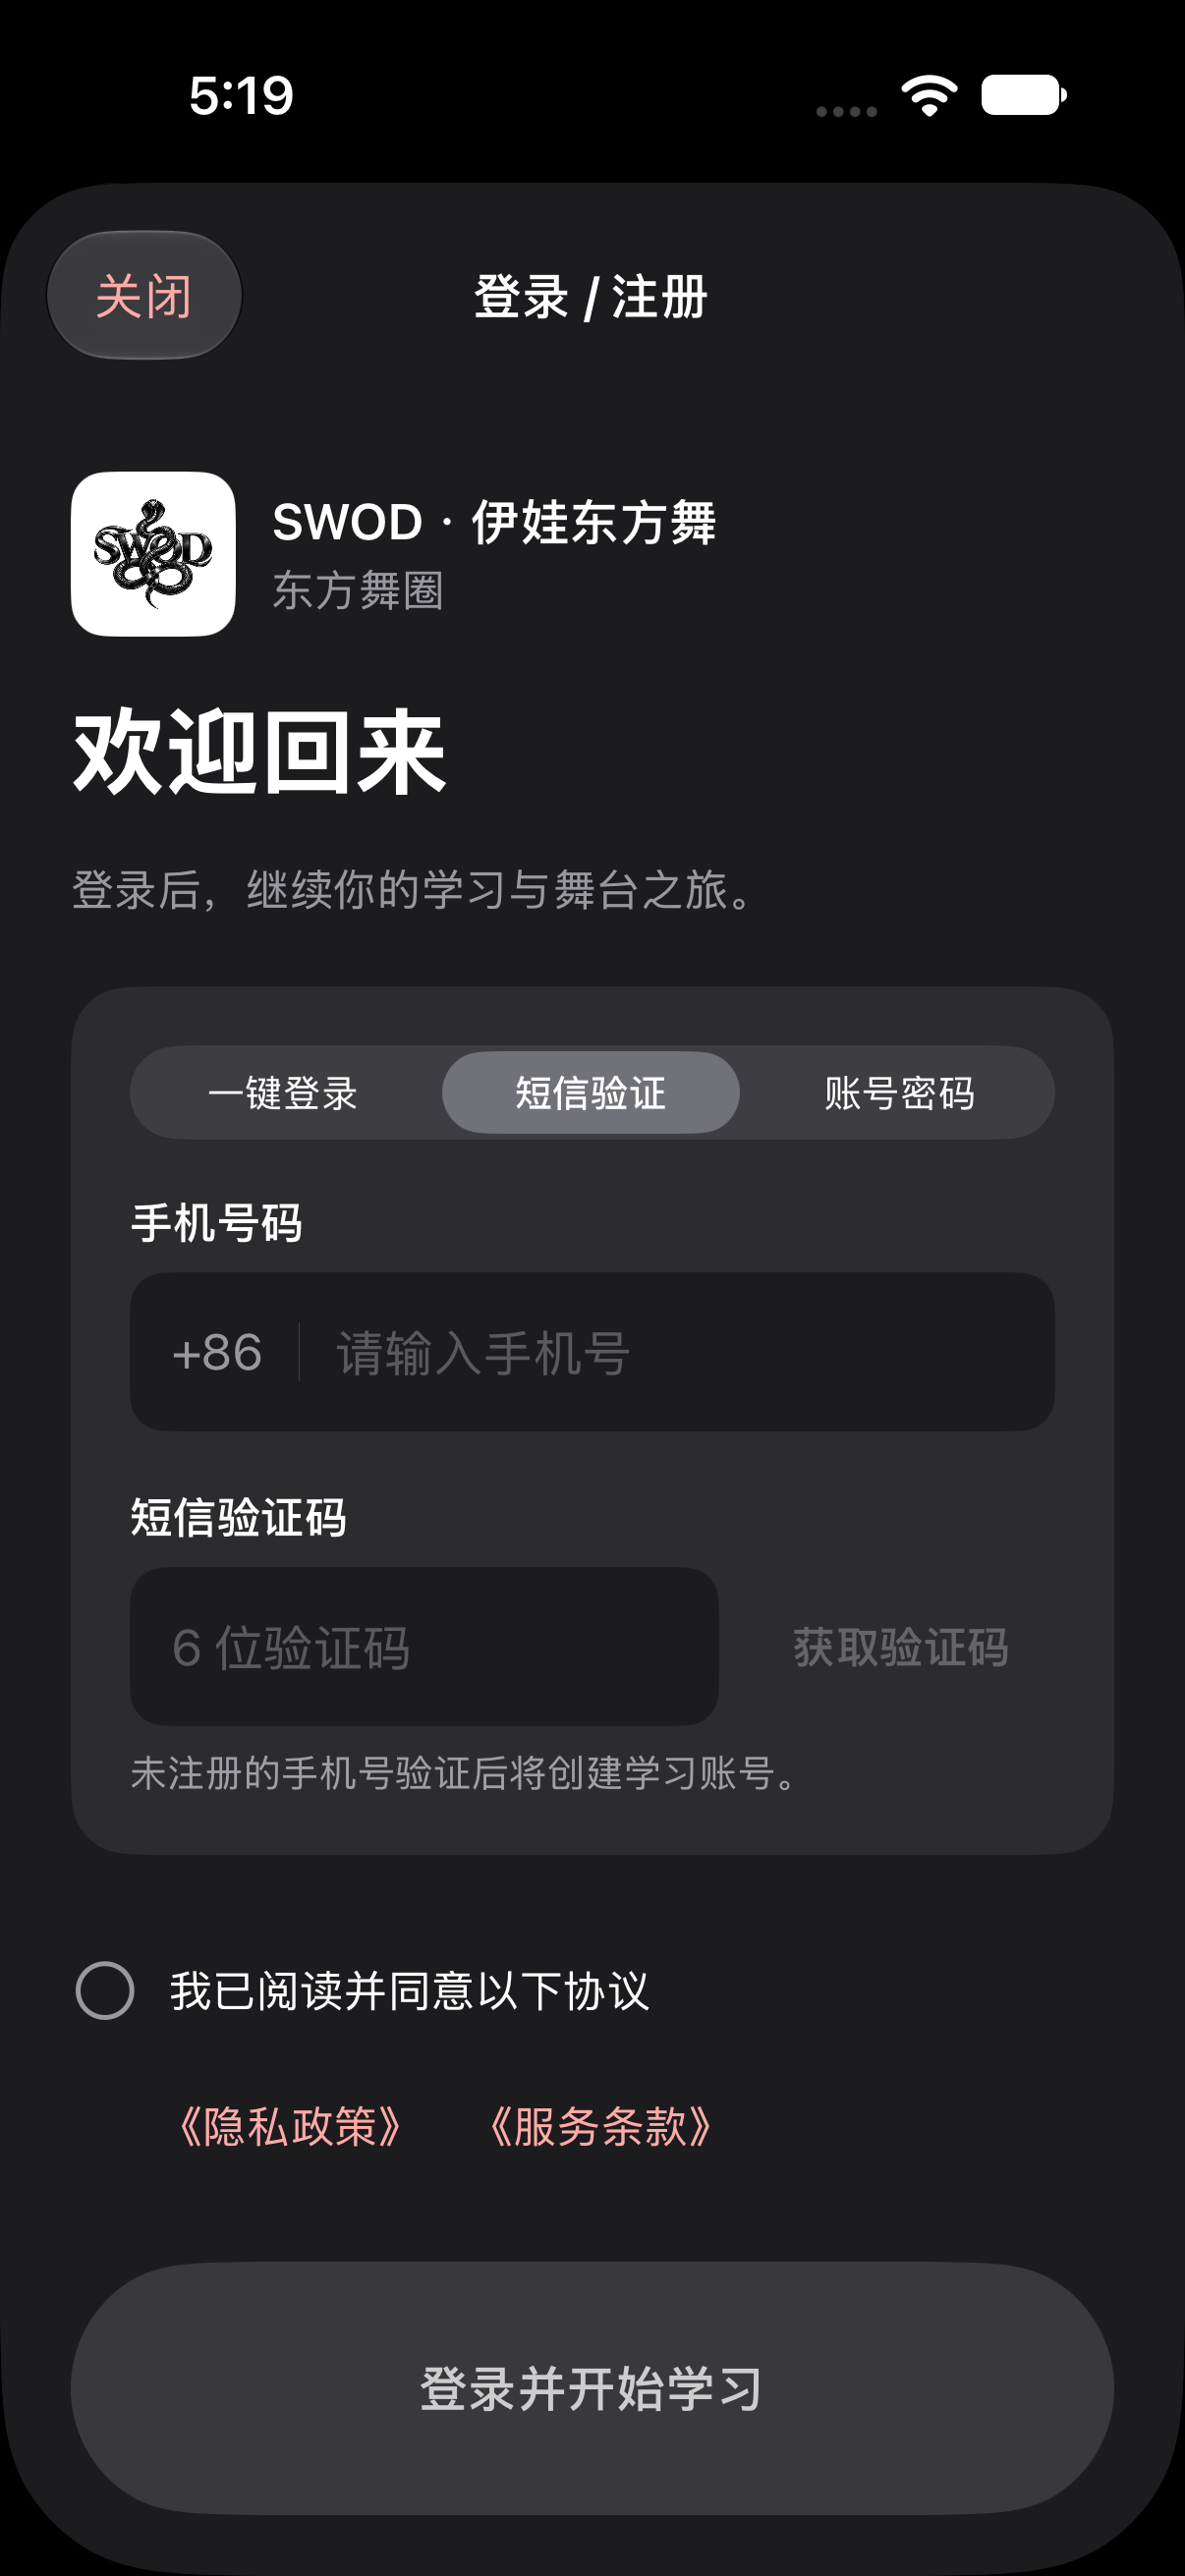 5:19
关闭
登录 / 注册
SWOD
SWOD · 伊娃东方舞
东方舞圈
欢迎回来
登录后，继续你的学习与舞台之旅。
一键登录 短信验证 账号密码
手机号码
+86 请输入手机号
短信验证码
6 位验证码 获取验证码
未注册的手机号验证后将创建学习账号。
我已阅读并同意以下协议
《隐私政策》 《服务条款》
登录并开始学习